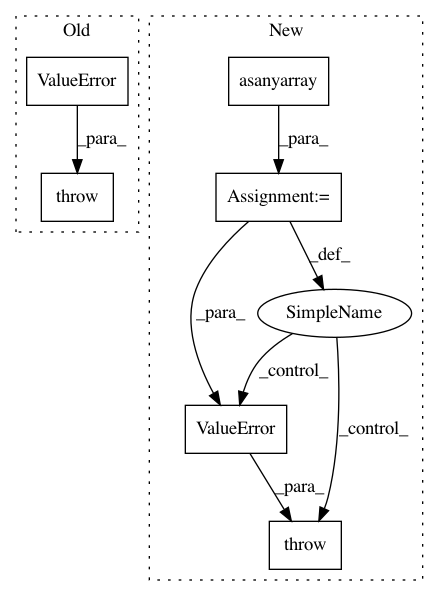 Old
New
ValueError
asanyarray
_para_
_para_
throw
Assignment:=
_def_
_para_
SimpleName
_control_
_control_
ValueError
_para_
throw